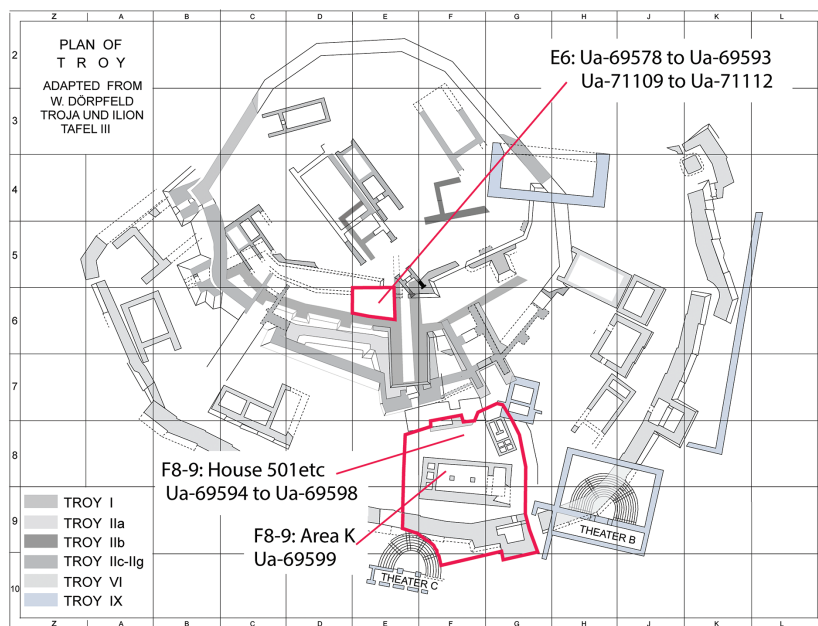 Z A B C D E F G H J K L
PLAN OF
T R O Y
ADAPTED FROM
W. DÖRPFELD
TROJA UND ILION
TAFEL III
E6: Ua-69578 to Ua-69593
Ua-71109 to Ua-71112
2
3
4
5
6
7
8
9
10
F8-9: House 501etc
Ua-69594 to Ua-69598
F8-9: Area K
Ua-69599
TROY I
TROY IIa
TROY IIb
TROY IIc-IIg
TROY VI
TROY IX
THEATER B
THEATER C
Z A B C D E F G H J K L